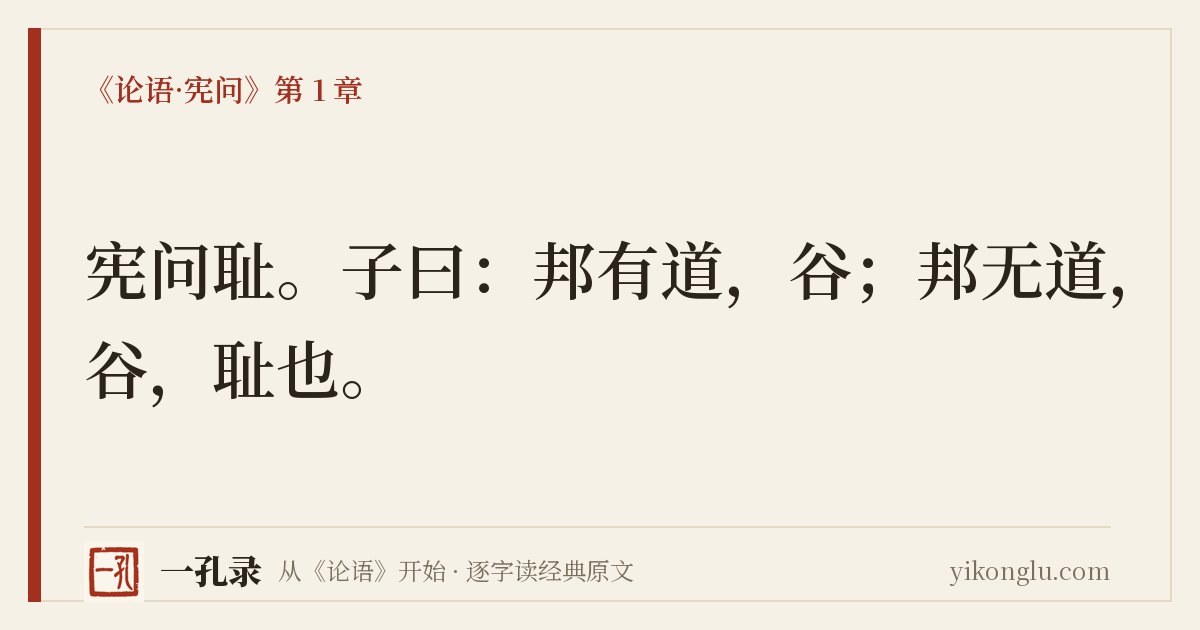 《论语·宪问》第 1 章
宪问耻。子曰：邦有道，谷；邦无道，
谷，耻也。
一孔
一孔录 从《论语》开始 · 逐字读经典原文 yikonglu.com